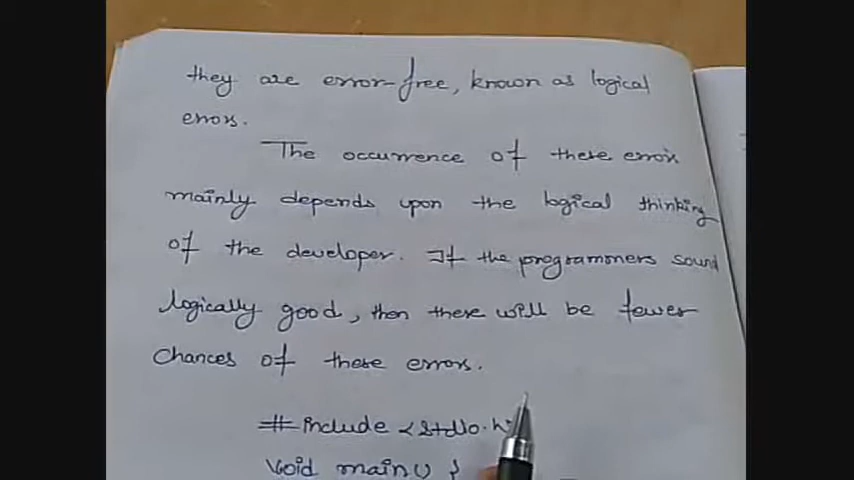 they are error-free, known as logical
errors.
The occurrence of these errors
mainly depends upon the logical thinking
of the developer. If the programmers sound
logically good, then there will be fewer
chances of these errors.
# include <stdio.h
void main() {